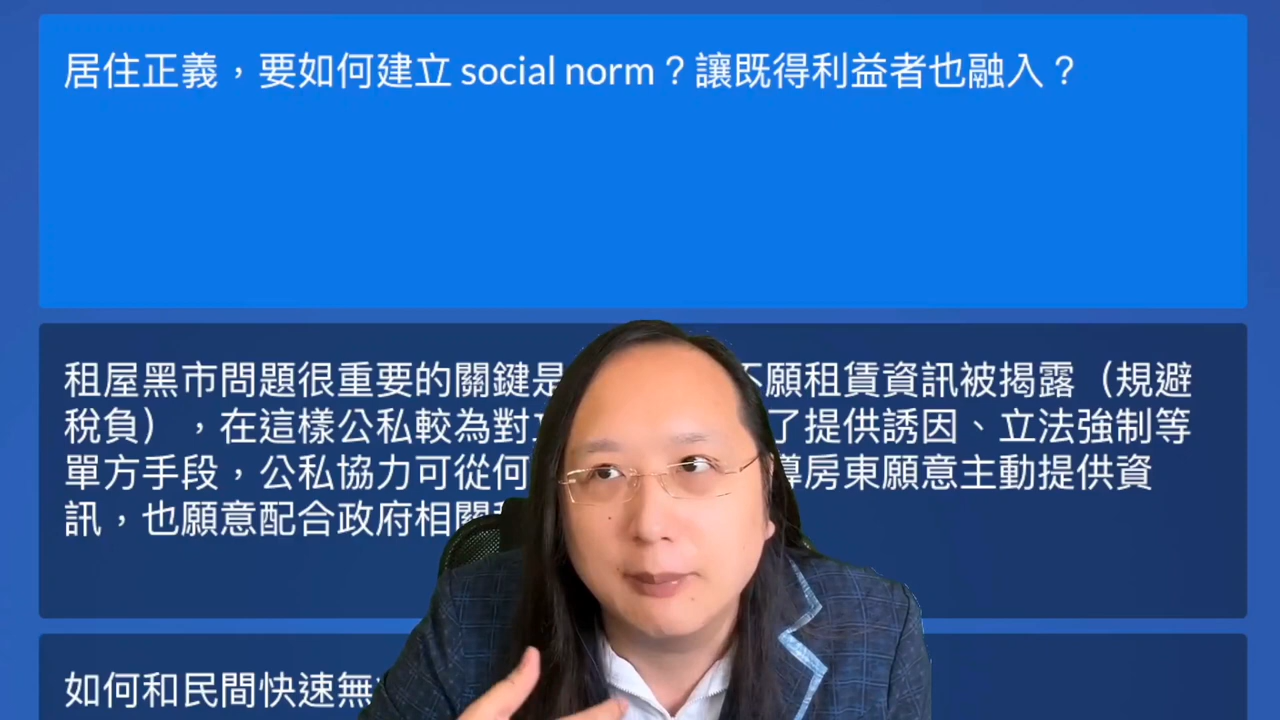 居住正義，要如何建立 social norm？讓既得利益者也融入？
租屋黑市問題很重要的關鍵是 不願租賃資訊被揭露（規避
稅負），在這樣公私較為對 了提供誘因、立法強制等
單方手段，公私協力可從何 導房東願意主動提供資
訊，也願意配合政府相關
如何和民間快速無